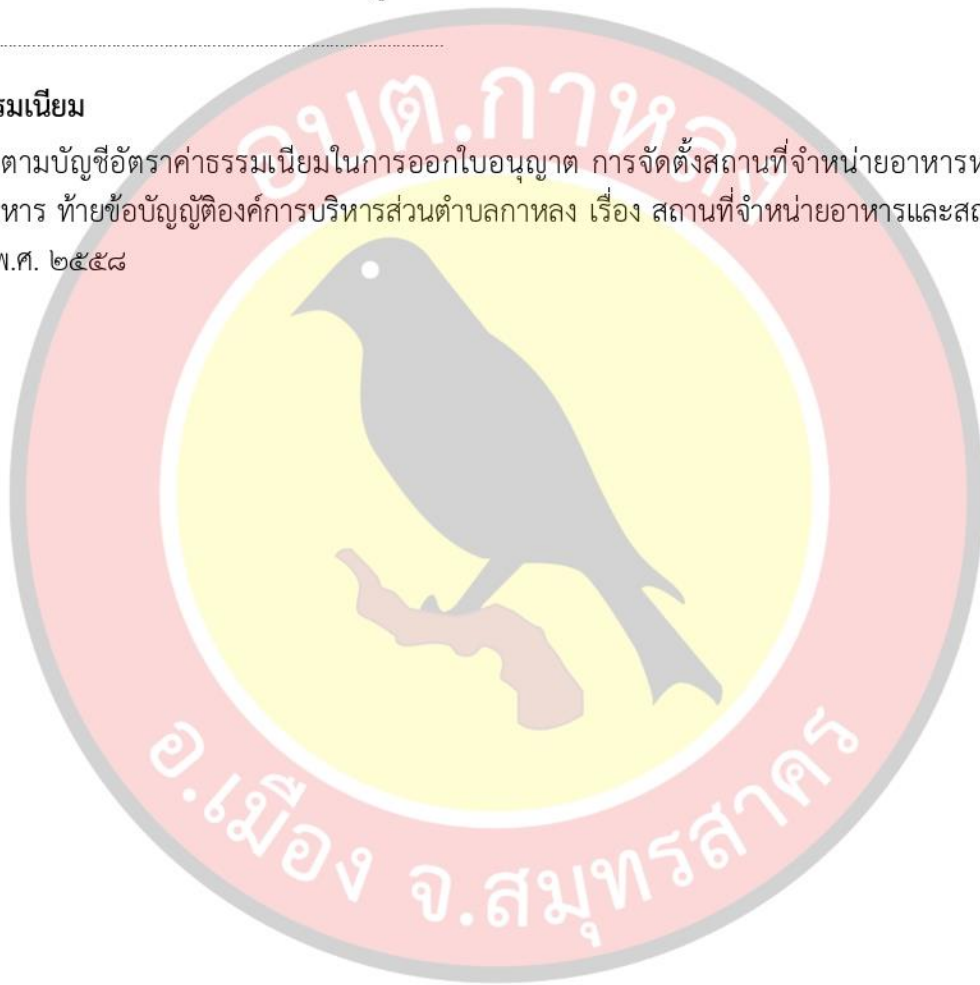 รมเนียม
ตามบัญชีอัตราค่าธรรมเนียมในการออกใบอนุญาต การจัดตั้งสถานที่จำหน่ายอาหาร
หาร ท้ายข้อบัญญัติองค์การบริหารส่วนตำบลกาหลง เรื่อง สถานที่จำหน่ายอาหารและ
พ.ศ. ๒๕๕๘
อบต.กาหลง
อ.เมือง จ.สมุทรสาคร